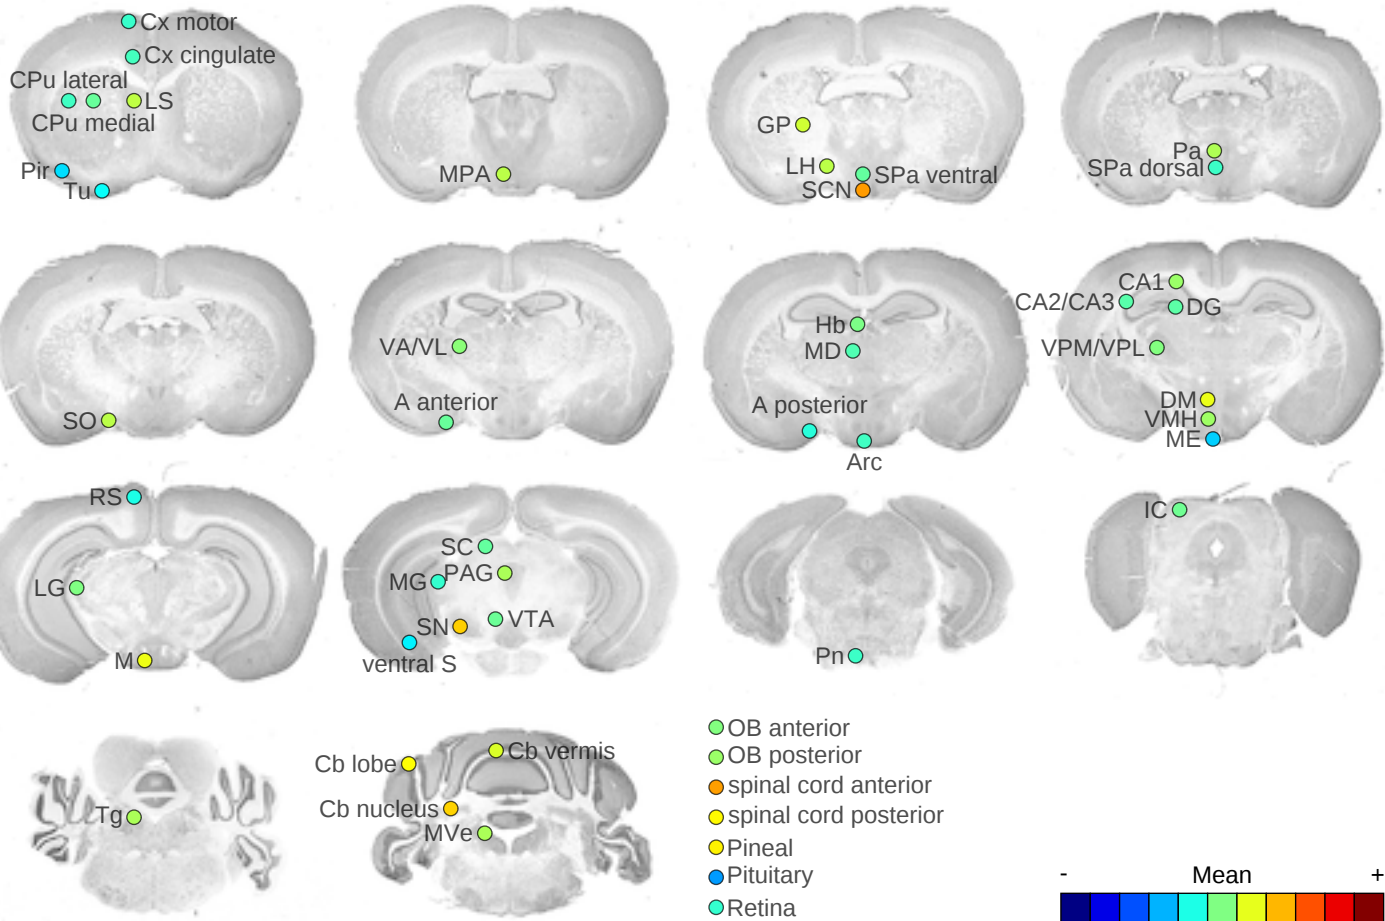 Cx motor
Cx cingulate
CPu lateral
LS
CPu medial
Pir
Tu
MPA
GP
LH
SPa ventral
SCN
Pa
SPa dorsal
SO
VA/VL
A anterior
Hb
MD
A posterior
Arc
CA1
CA2/CA3
DG
VPM/VPL
DM
VMH
ME
RS
LG
M
SC
MG
PAG
SN
VTA
ventral S
Pn
IC
Tg
Cb lobe
Cb vermis
Cb nucleus
MVe
OB anterior
OB posterior
spinal cord anterior
spinal cord posterior
Pineal
Pituitary
Retina
- Mean +